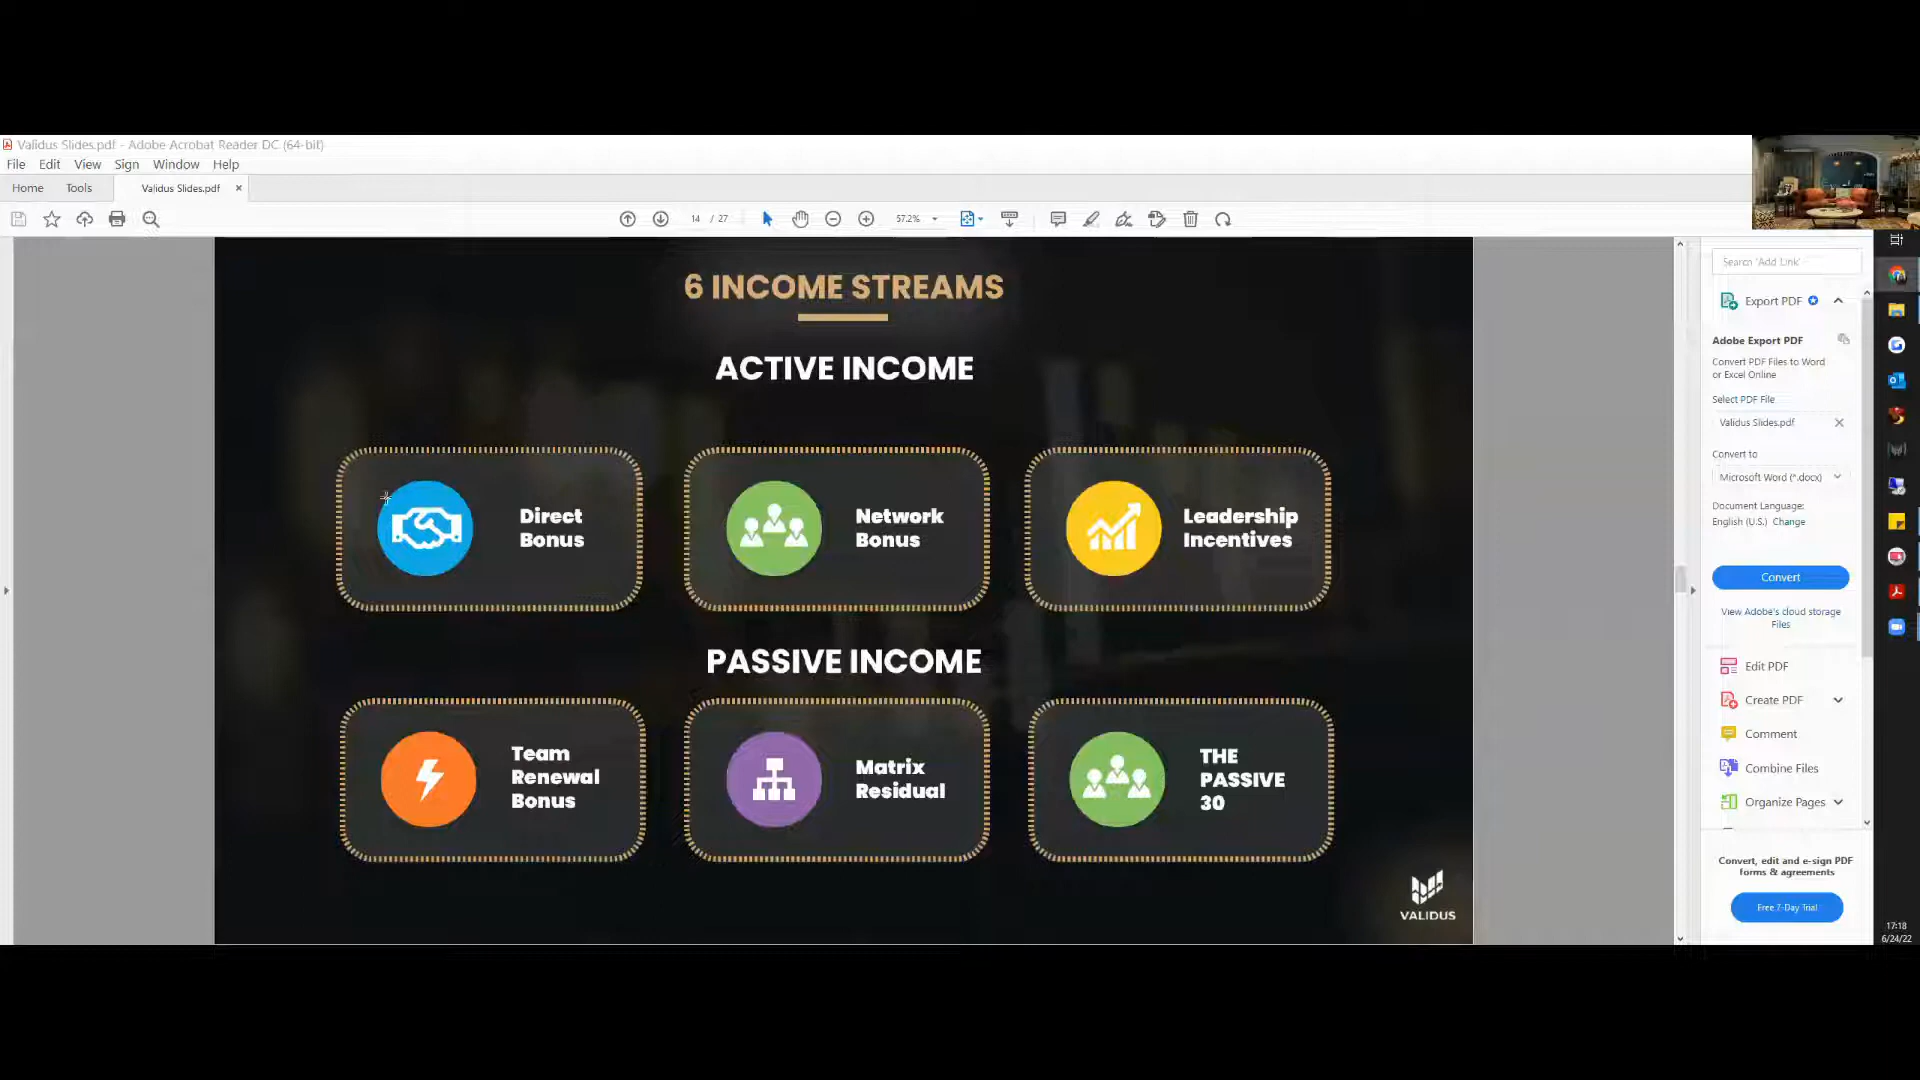 Validus Slides.pdf - Adobe Acrobat Reader DC (64-bit)
File Edit View Sign Window Help
Home Tools Validus Slides.pdf ×
14 / 27 57.2%
6 INCOME STREAMS
ACTIVE INCOME
Direct
Bonus
Network
Bonus
Leadership
Incentives
PASSIVE INCOME
Team
Renewal
Bonus
Matrix
Residual
THE
PASSIVE
30
VALIDUS
Search 'Add Link'
Export PDF
Adobe Export PDF
Convert PDF Files to Word
or Excel Online
Select PDF File
Validus Slides.pdf
Convert to
Microsoft Word (*.docx)
Document Language:
English (U.S.) Change
Convert
View Adobe's cloud storage
Files
Edit PDF
Create PDF
Comment
Combine Files
Organize Pages
Convert, edit and e-sign PDF
forms & agreements
Free 7-Day Trial
17:18
6/24/22